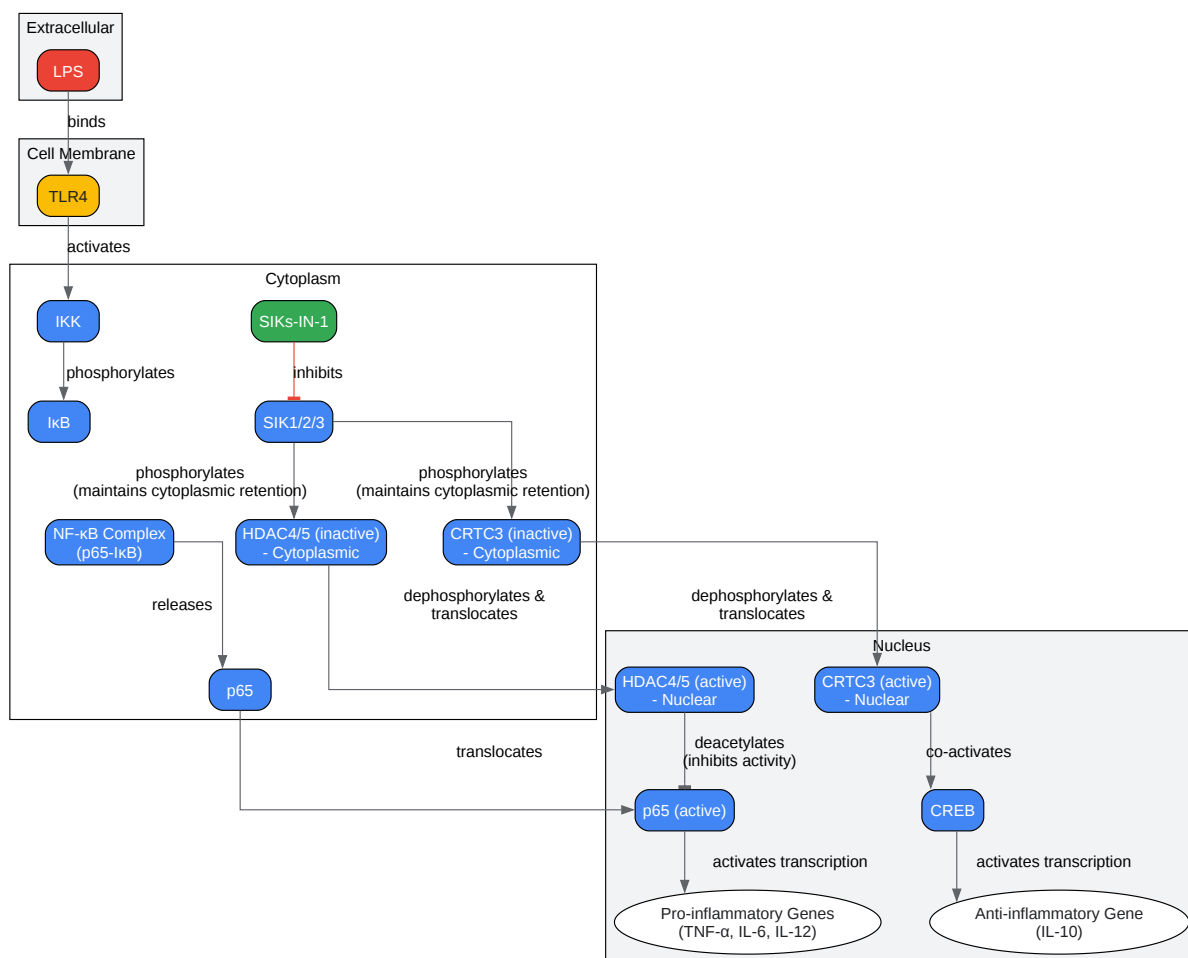 Extracellular
LPS
binds
Cell Membrane
TLR4
activates
Cytoplasm
IKK
SIKs-IN-1
phosphorylates
inhibits
IκB
SIK1/2/3
phosphorylates
(maintains cytoplasmic retention)
phosphorylates
(maintains cytoplasmic retention)
NF-κB Complex
(p65-IκB)
HDAC4/5 (inactive)
- Cytoplasmic
CRTC3 (inactive)
- Cytoplasmic
releases
dephosphorylates &
translocates
dephosphorylates &
translocates
Nucleus
p65
HDAC4/5 (active)
- Nuclear
CRTC3 (active)
- Nuclear
translocates
deacetylates
(inhibits activity)
co-activates
p65 (active)
CREB
activates transcription
activates transcription
Pro-inflammatory Genes
(TNF-α, IL-6, IL-12)
Anti-inflammatory Gene
(IL-10)